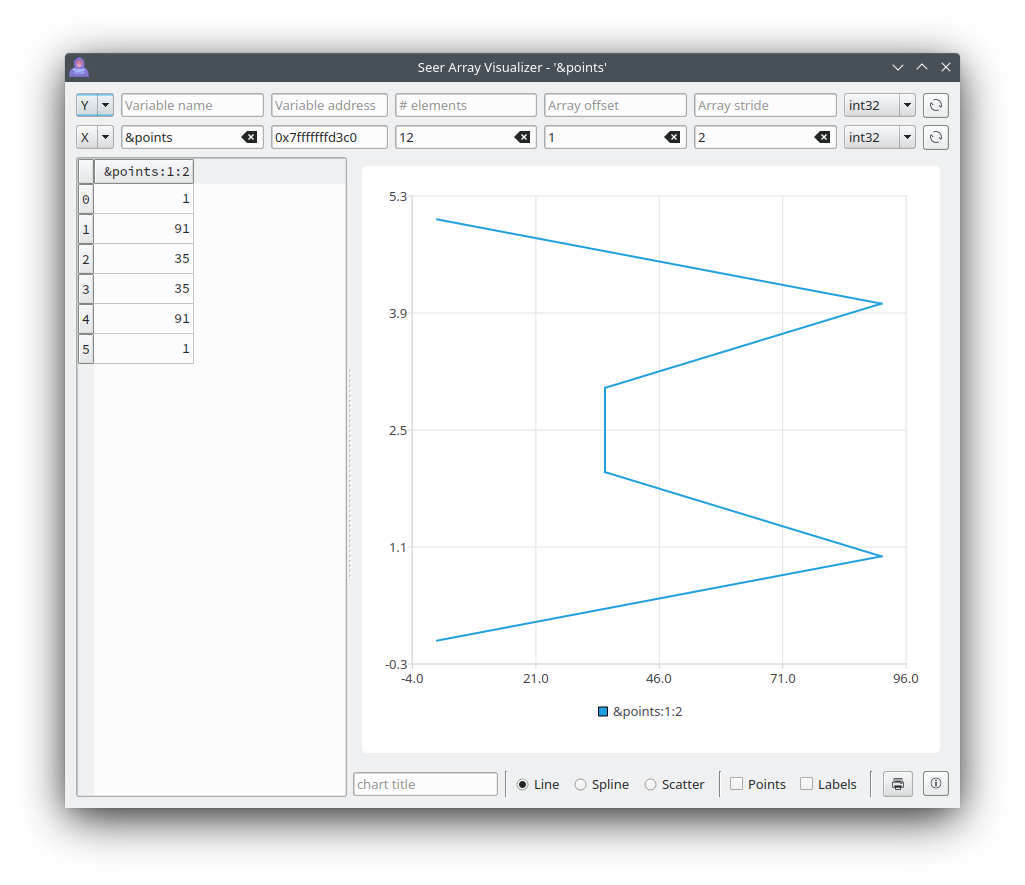 Seer Array Visualizer - '&points'
Y Variable name Variable address # elements Array offset Array stride int32
X &points 0x7fffffffd3c0 12 1 2 int32
&points:1:2
0 1
1 91
2 35
3 35
4 91
5 1
5.3
3.9
2.5
1.1
-0.3
-4.0 21.0 46.0 71.0 96.0
&points:1:2
chart title Line Spline Scatter Points Labels